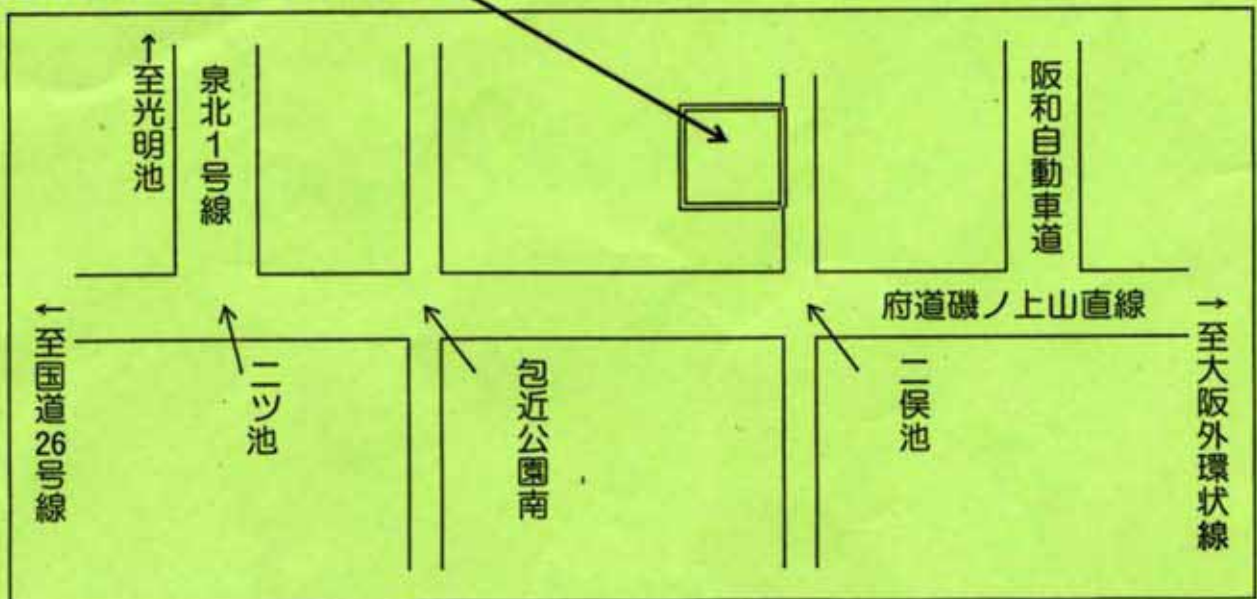 ↑至光明池
泉北1号線
阪和自動車道
府道磯ノ上山直線
←至国道26号線
二ツ池
包近公園南
二俣池
→至大阪外環状線